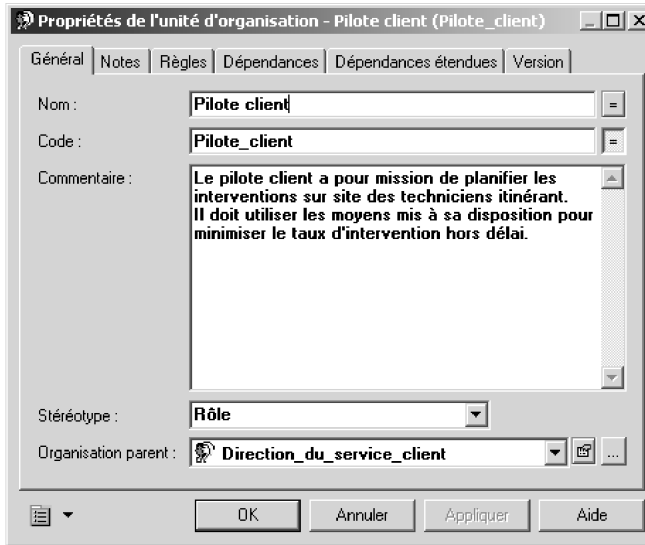 Propriétés de l'unité d'organisation - Pilote client (Pilote_client)
Général Notes Règles Dépendances Dépendances étendues Version
Nom : Pilote client =
Code : Pilote_client =
Commentaire : Le pilote client a pour mission de planifier les
interventions sur site des techniciens itinérant.
Il doit utiliser les moyens mis à sa disposition pour
minimiser le taux d'intervention hors délai.
Stéréotype : Rôle
Organisation parent : Direction_du_service_client ...
OK Annuler Appliquer Aide